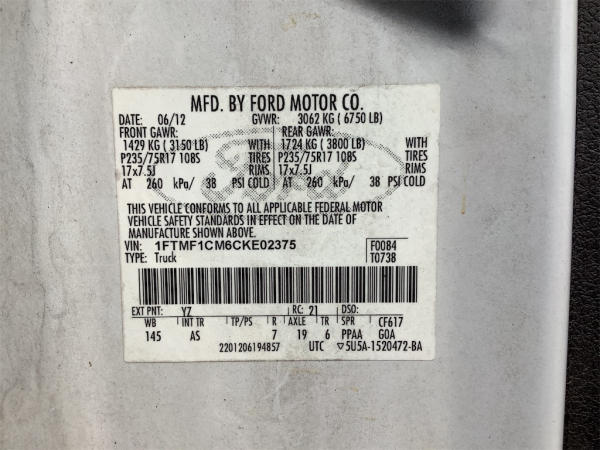 MFD. BY FORD MOTOR CO.
DATE: 06/12 GVWR: 3062 KG ( 6750 LB)
FRONT GAWR: REAR GAWR:
1429 KG ( 3150 LB) WITH 1724 KG ( 3800 LB) WITH
P235/75R17 108S TIRES P235/75R17 108S TIRES
17x7.5J RIMS 17x7.5J RIMS
AT 260 kPa/ 38 PSI COLD AT 260 kPa/ 38 PSI COLD
THIS VEHICLE CONFORMS TO ALL APPLICABLE FEDERAL MOTOR
VEHICLE SAFETY STANDARDS IN EFFECT ON THE DATE OF
MANUFACTURE SHOWN ABOVE.
VIN: 1FTMF1CM6CKE02375 F0084
TYPE: Truck T0738
EXT PNT: YZ RC: 21 DSO:
WB INT TR TP/PS R AXLE TR SPR CF617
145 AS 7 19 6 PPAA GOA
2201206194857 UTC ▽5U5A-1520472-BA
Ford